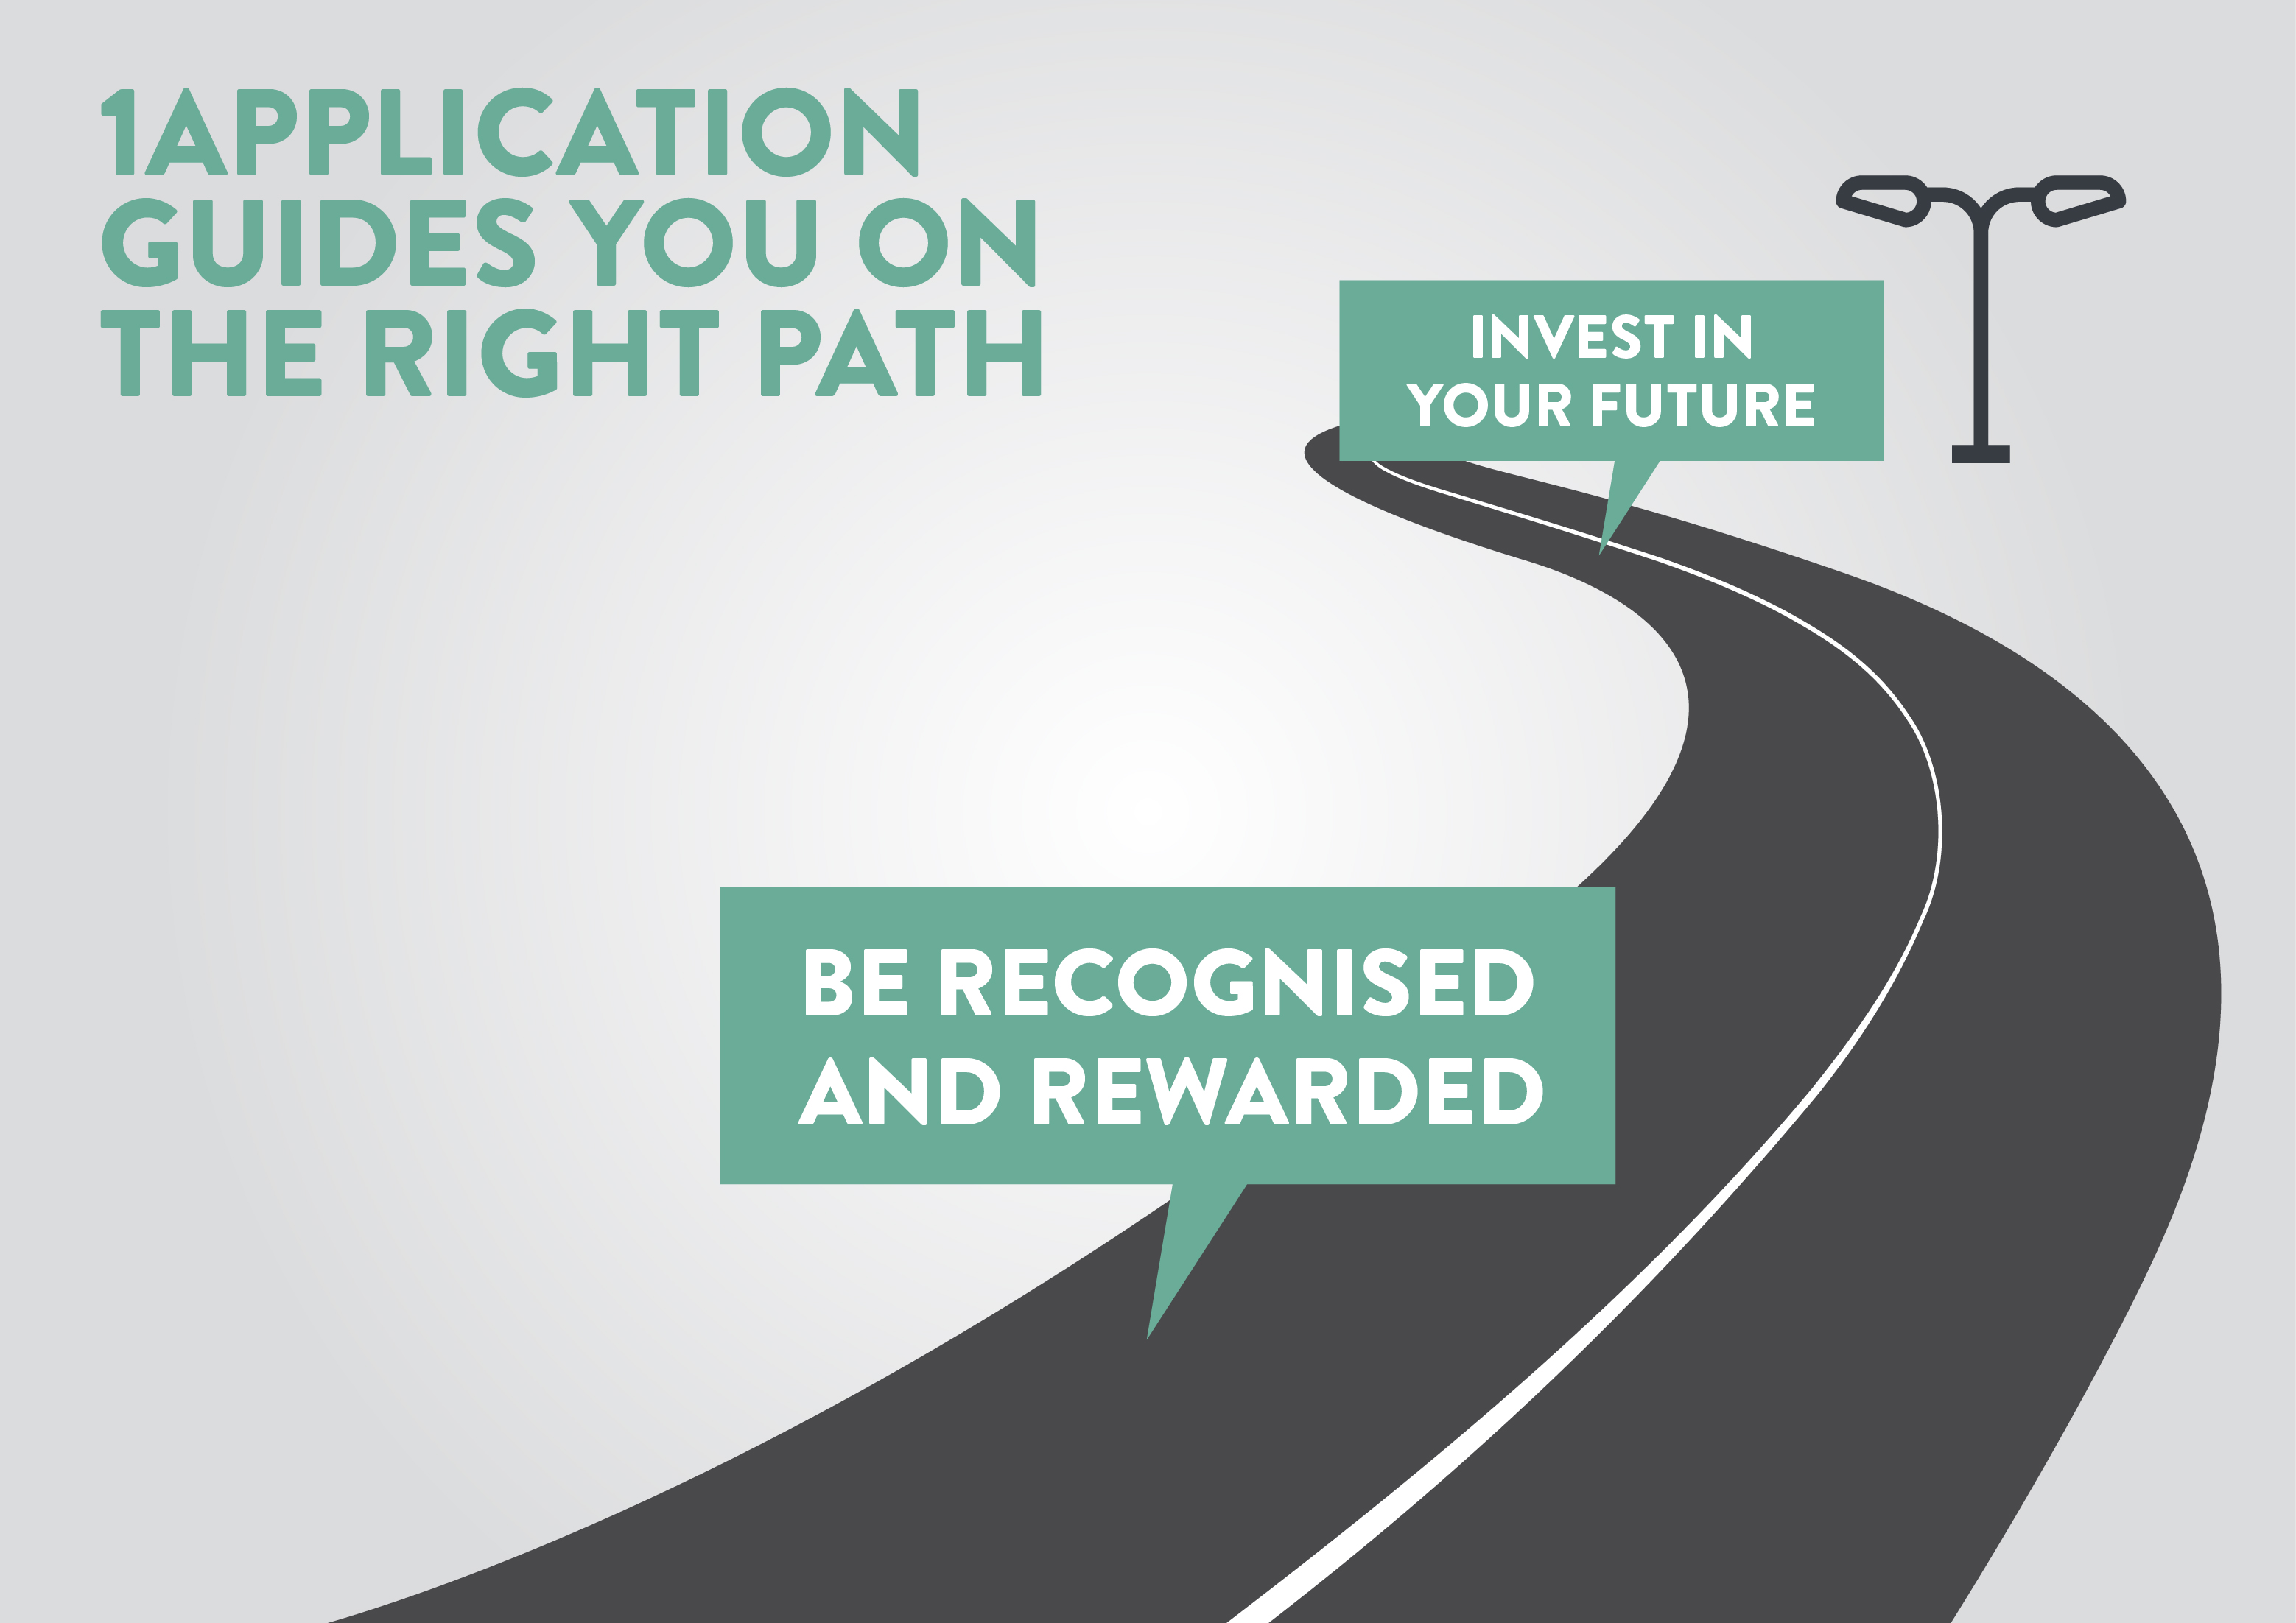 1APPLICATION
GUIDES YOU ON
THE RIGHT PATH
INVEST IN
YOUR FUTURE
BE RECOGNISED
AND REWARDED